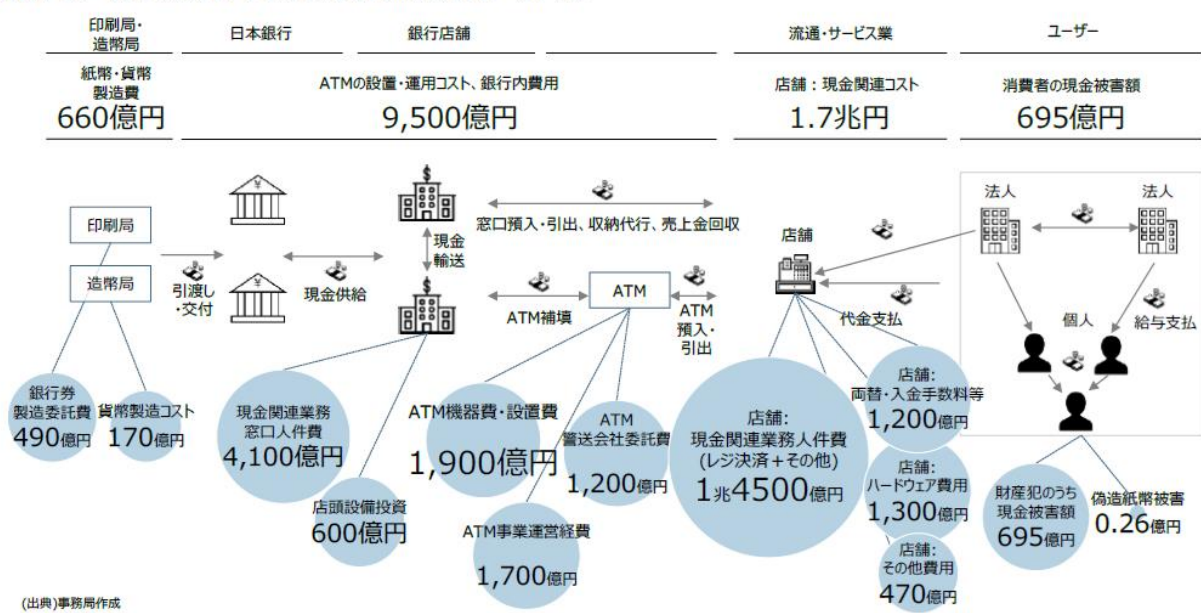 印刷局・
造幣局
日本銀行
銀行店舗
流通・サービス業
ユーザー
紙幣・貨幣
製造費
660億円
ATMの設置・運用コスト、銀行内費用
9,500億円
店舗：現金関連コスト
1.7兆円
消費者の現金被害額
695億円
印刷局
造幣局
引渡し
・交付
¥
¥
現金供給
$
$
現金
輸送
窓口預入・引出、収納代行、売上金回収
ATM補填
ATM
ATM
預入・
引出
店舗
代金支払
法人
法人
個人
給与支払
銀行券
製造委託費
490億円
貨幣製造コスト
170億円
現金関連業務
窓口人件費
4,100億円
店頭設備投資
600億円
ATM機器費・設置費
1,900億円
ATM
警送会社委託費
1,200億円
ATM事業運営経費
1,700億円
店舗：
現金関連業務人件費
(レジ決済＋その他)
1兆4500億円
店舗：
両替・入金手数料等
1,200億円
店舗：
ハードウェア費用
1,300億円
店舗：
その他費用
470億円
財産犯のうち
現金被害額
695億円
偽造紙幣被害
0.26億円
(出典)事務局作成